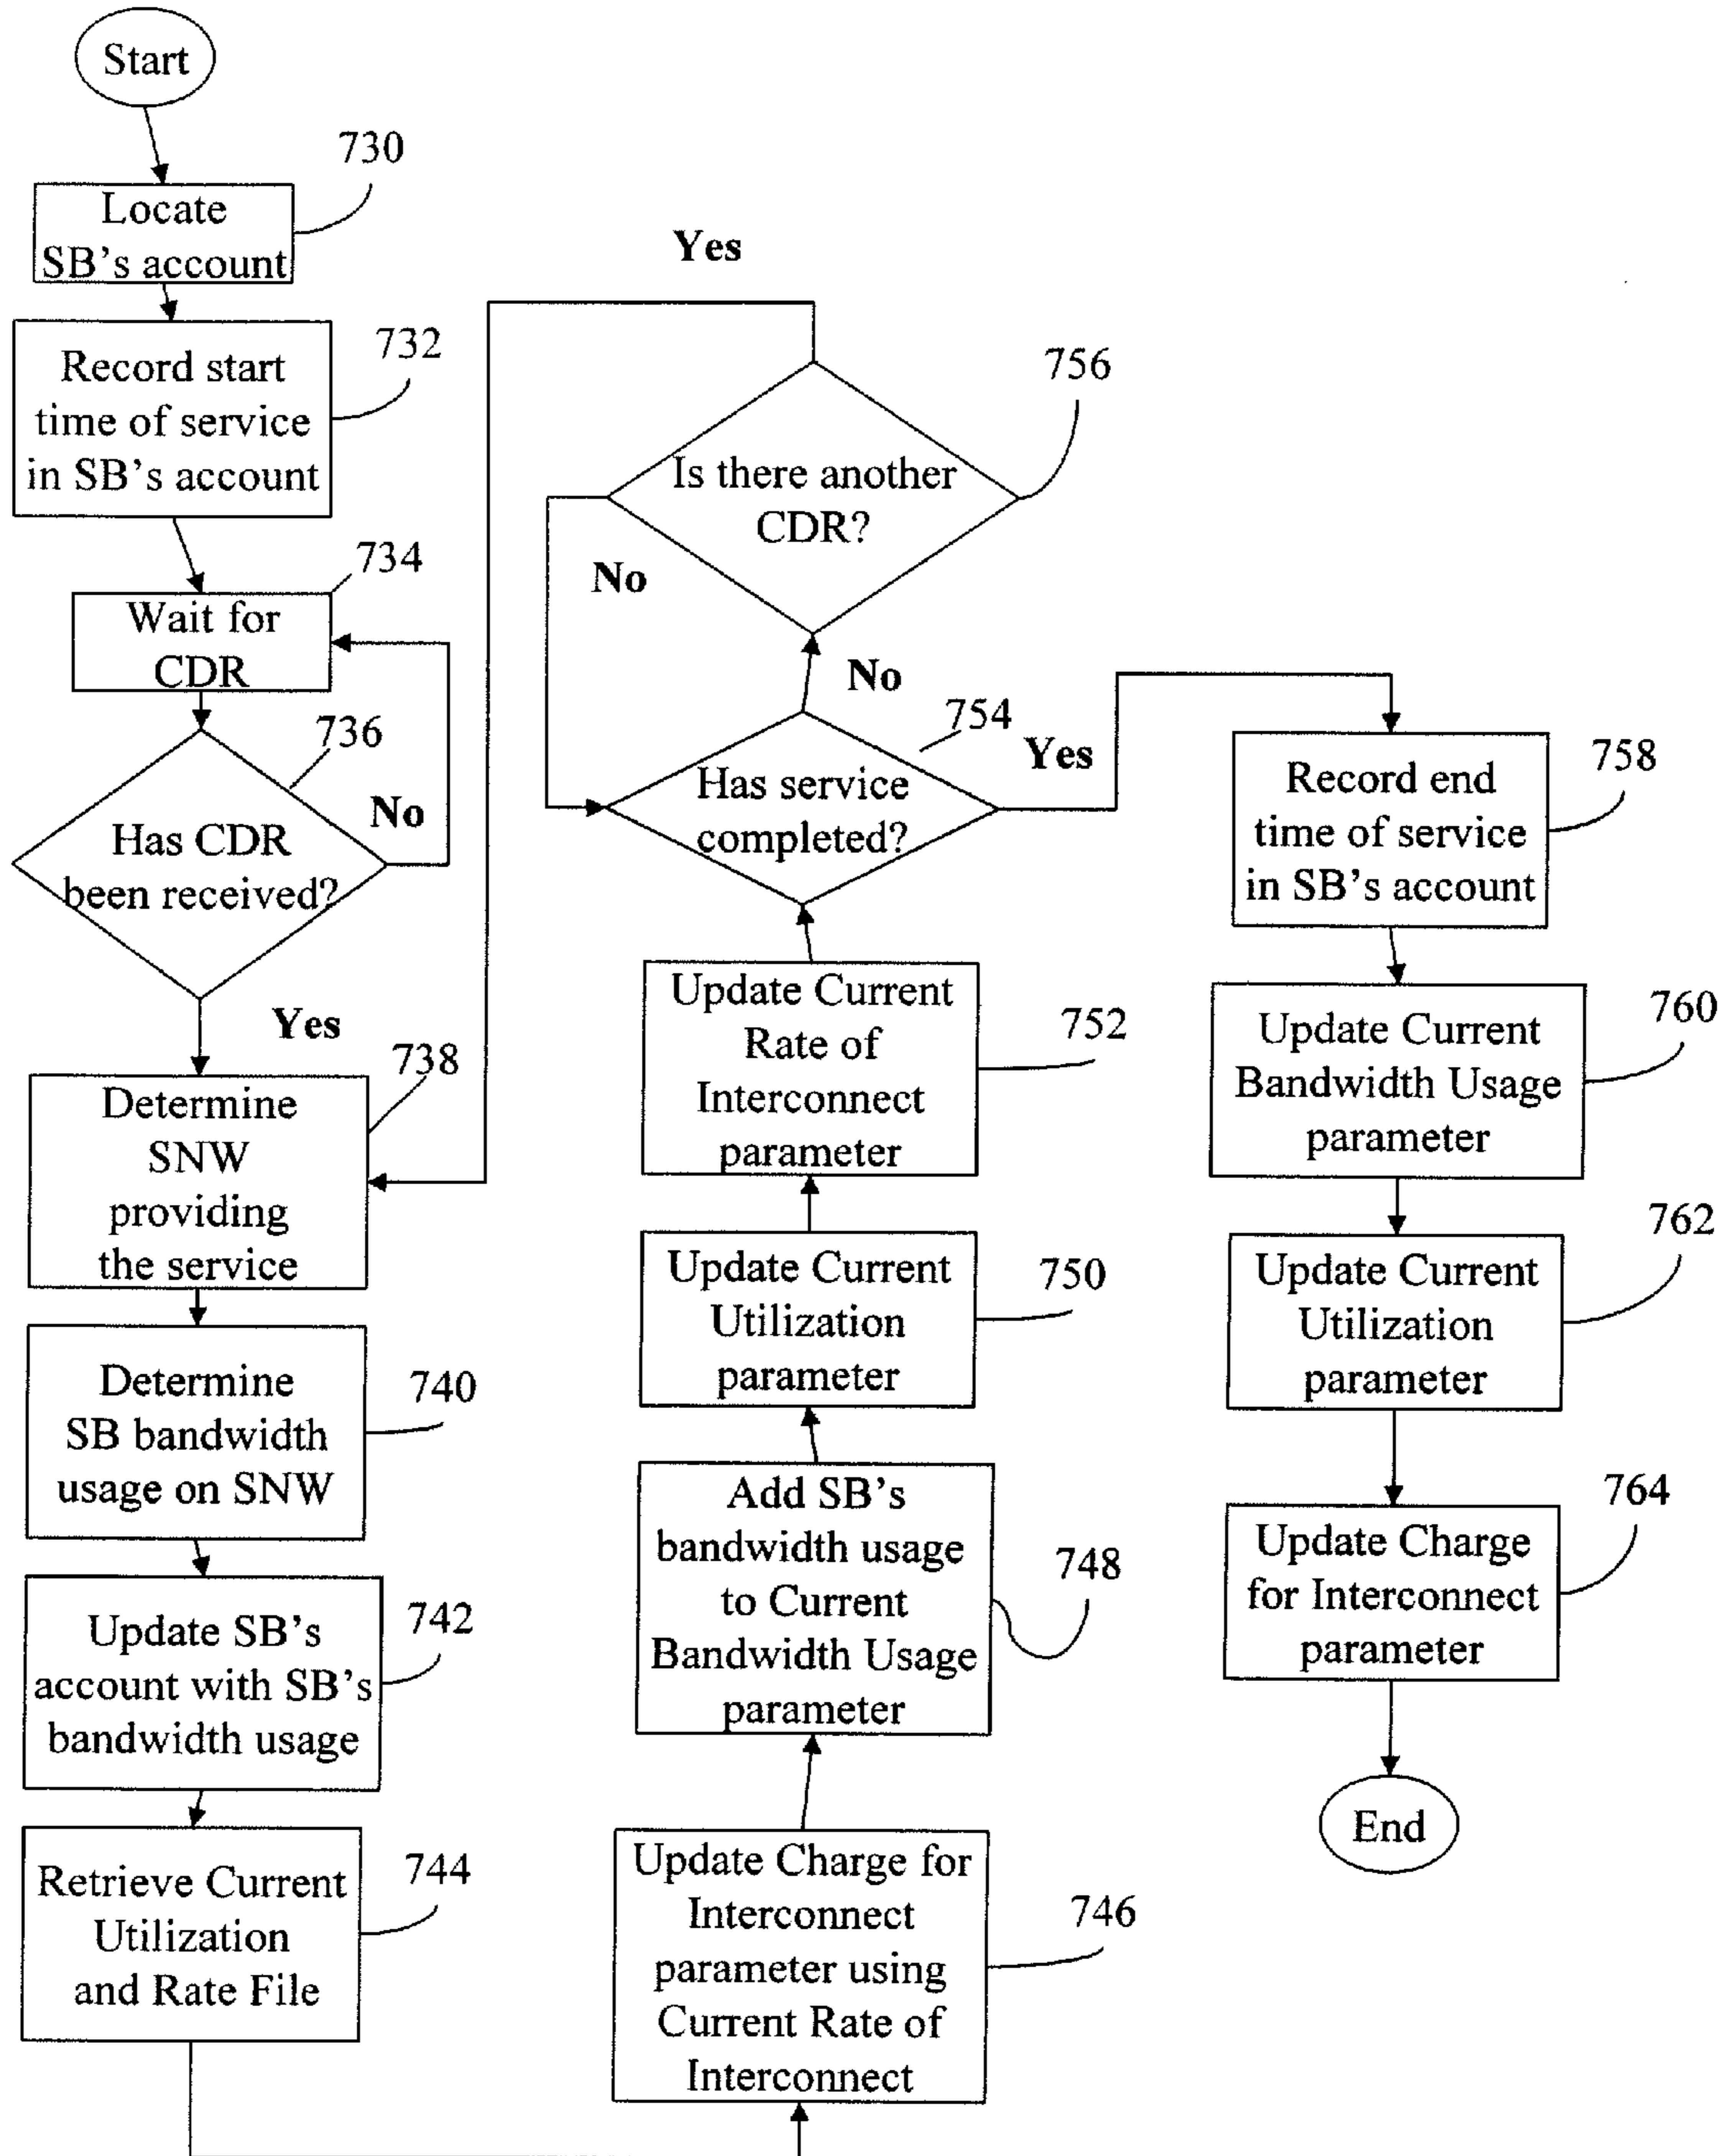 Start
730
Locate
SB's account
732
Record start
time of service
in SB's account
734
Wait for
CDR
736
Has CDR
been received?
No
Yes
738
Determine
SNW
providing
the service
740
Determine
SB bandwidth
usage on SNW
742
Update SB's
account with SB's
bandwidth usage
744
Retrieve Current
Utilization
and Rate File
746
Update Charge for
Interconnect
parameter using
Current Rate of
Interconnect
748
Add SB's
bandwidth usage
to Current
Bandwidth Usage
parameter
750
Update Current
Utilization
parameter
752
Update Current
Rate of
Interconnect
parameter
754
Has service
completed?
No
Yes
756
Is there another
CDR?
No
Yes
758
Record end
time of service
in SB's account
760
Update Current
Bandwidth Usage
parameter
762
Update Current
Utilization
parameter
764
Update Charge
for Interconnect
parameter
End